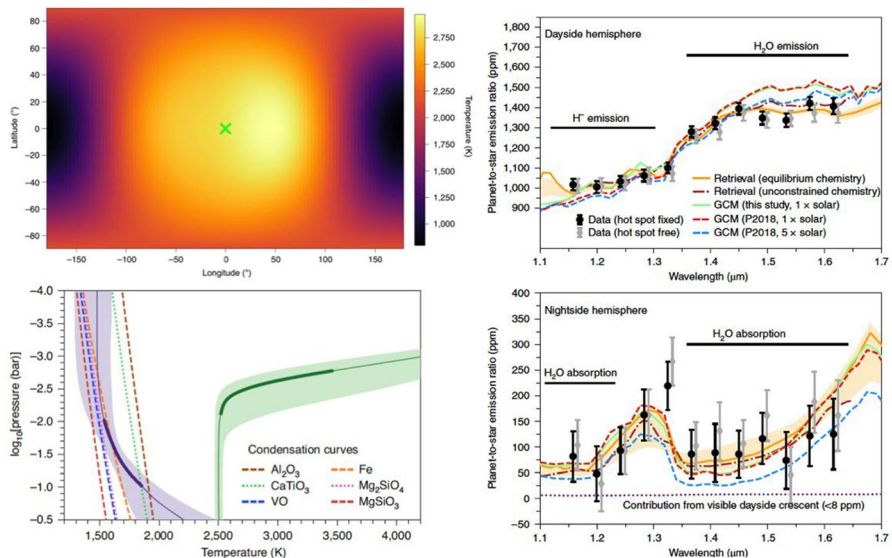 80
60
40
20
0
−20
−40
−60
−80
Latitude (°)
−150
−100
−50
0
50
100
150
Longitude (°)
2,750
2,500
2,250
2,000
1,750
1,500
1,250
1,000
Temperature (K)
Dayside hemisphere
H₂O emission
H⁻ emission
1,800
1,700
1,600
1,500
1,400
1,300
1,200
1,100
1,000
900
Planet-to-star emission ratio (ppm)
Retrieval (equilibrium chemistry)
Retrieval (unconstrained chemistry)
GCM (this study, 1 × solar)
GCM (P2018, 1 × solar)
GCM (P2018, 5 × solar)
Data (hot spot fixed)
Data (hot spot free)
1.1
1.2
1.3
1.4
1.5
1.6
1.7
Wavelength (μm)
−4.0
−3.5
−3.0
−2.5
−2.0
−1.5
−1.0
−0.5
log₁₀[pressure (bar)]
Condensation curves
Al₂O₃
CaTiO₃
VO
Fe
Mg₂SiO₄
MgSiO₃
1,500
2,000
2,500
3,000
3,500
4,000
Temperature (K)
Nightside hemisphere
H₂O absorption
H₂O absorption
400
350
300
250
200
150
100
50
0
−50
Planet-to-star emission ratio (ppm)
Contribution from visible dayside crescent (<8 ppm)
1.1
1.2
1.3
1.4
1.5
1.6
1.7
Wavelength (μm)